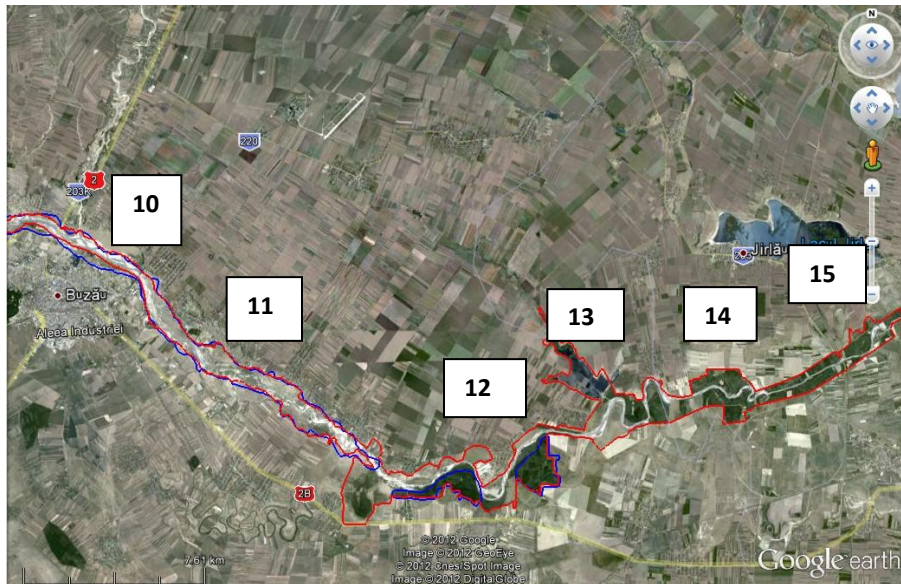 N
220
2
203K
10
Jirlău
15
Buzău
11
13
14
Aleea Industriei
12
2B
© 2012 Google
Image © 2012 GeoEye
© 2012 Cnes/Spot Image
Image © 2012 DigitalGlobe
7.61 km
Google earth